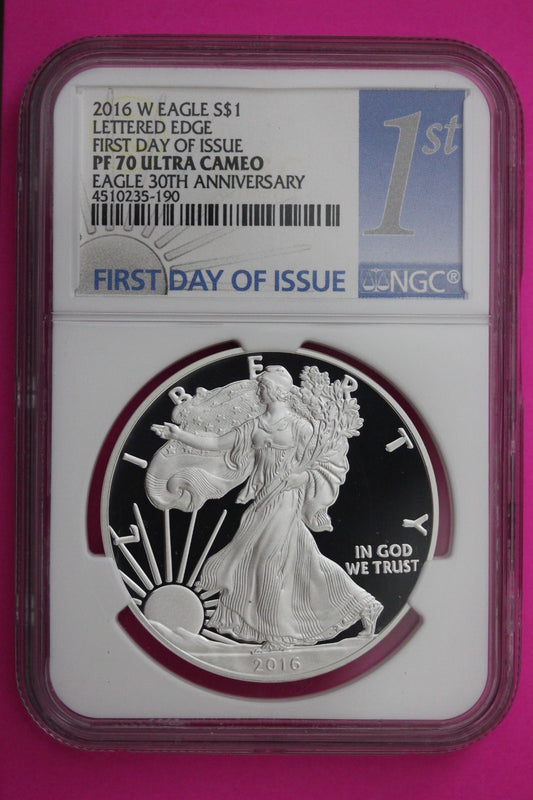 2016 W EAGLE S$1
LETTERED EDGE
FIRST DAY OF ISSUE
PF 70 ULTRA CAMEO
EAGLE 30TH ANNIVERSARY
4510235-190
FIRST DAY OF ISSUE
1st
NGC®
LIBERTY
IN GOD
WE TRUST
2016